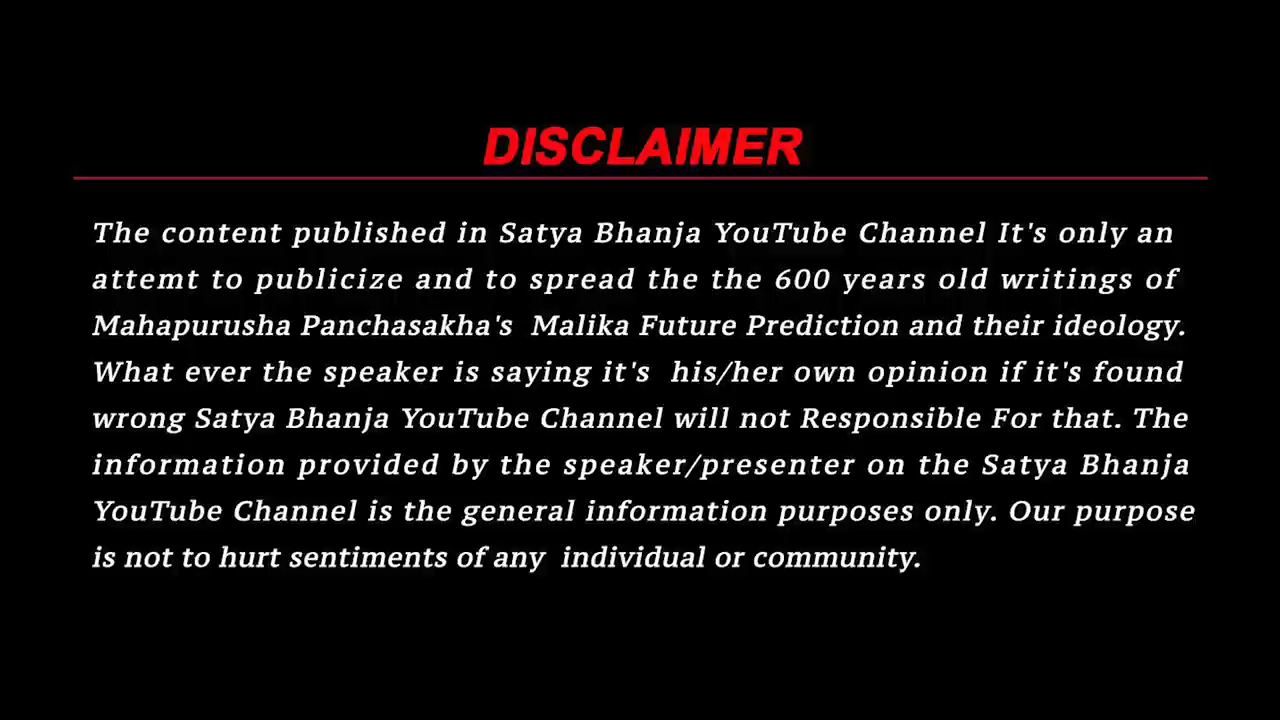 DISCLAIMER
The content published in Satya Bhanja YouTube Channel It's only an
attemt to publicize and to spread the the 600 years old writings of
Mahapurusha Panchasakha's Malika Future Prediction and their ideology.
What ever the speaker is saying it's his/her own opinion if it's found
wrong Satya Bhanja YouTube Channel will not Responsible For that. The
information provided by the speaker/presenter on the Satya Bhanja
YouTube Channel is the general information purposes only. Our purpose
is not to hurt sentiments of any individual or community.